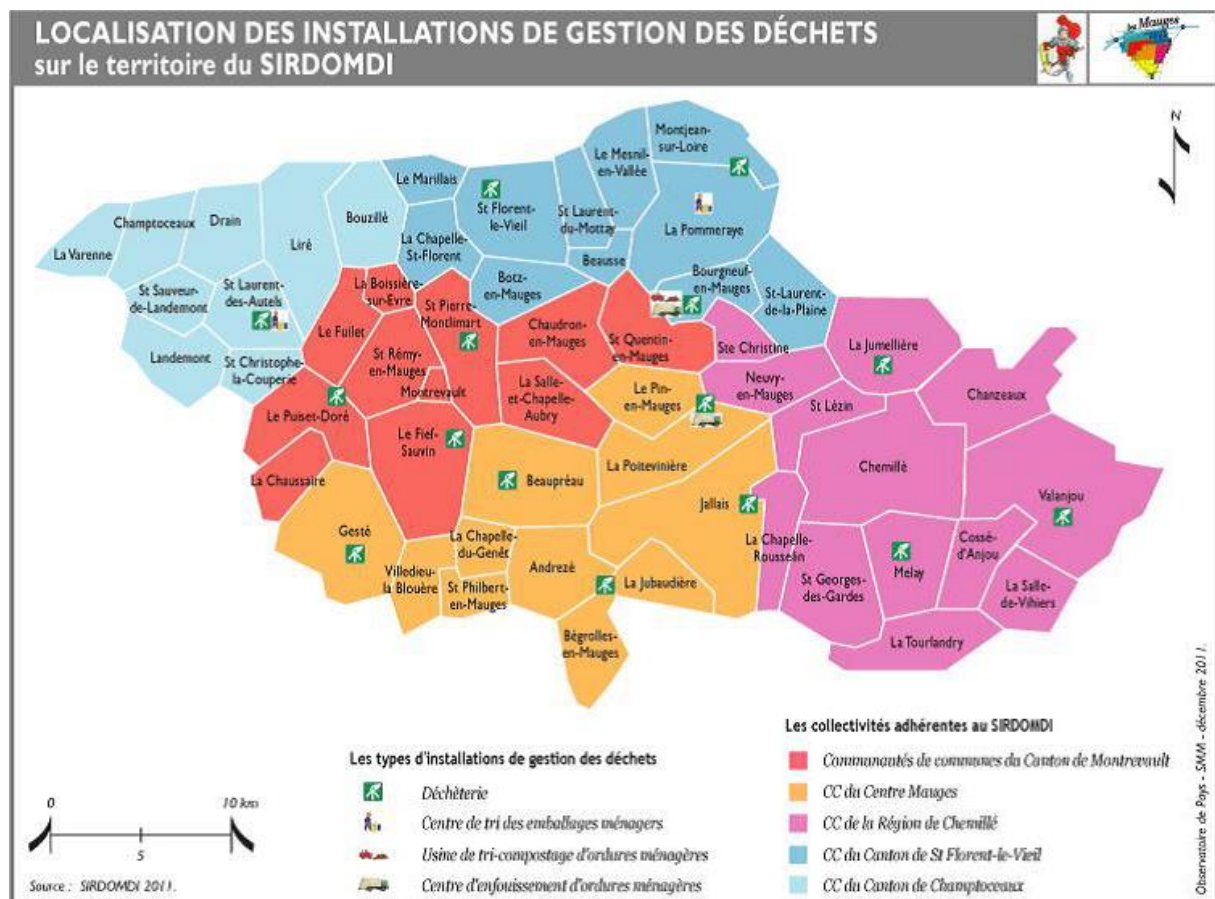 LOCALISATION DES INSTALLATIONS DE GESTION DES DÉCHETS
sur le territoire du SIRDOMDI
les Mauges
N
Montjean-
sur-Loire
Le Mesnil-
en-Vallée
Le Marillais
St Florent-
le-Vieil
St Laurent-
du-Mottay
La Pommeraye
Champtoceaux
Drain
Bouzillé
La Varenne
Liré
La Chapelle-
St-Florent
Beausse
Botz-
en-Mauges
Bourgneuf-
en-Mauges
St-Laurent-
de-la-Plaine
St Sauveur-
de-Landemont
St Laurent-
des-Autels
La Boissière-
sur-Evre
St Pierre-
Montlimart
Le Fuilet
Chaudron-
en-Mauges
St Quentin-
en-Mauges
Ste Christine
La Jumellière
Landemont
St Christophe-
la-Couperie
St Rémy-
en-Mauges
Montrevault
La Salle-
et-Chapelle-
Aubry
Le Pin-
en-Mauges
Neuvy-
en-Mauges
St Lézin
Chanzeaux
Le Puiset-Doré
Le Fief-
Sauvin
La Chaussaire
Beaupréau
La Poitevinière
Chemillé
Jallais
Valanjou
Gesté
La Chapelle-
du-Genêt
Villedieu-
la Blouère
St Philbert-
en-Mauges
Andrezé
La Jubaudière
La Chapelle-
Rousselin
St Georges-
des-Gardes
Melay
Cossé-
d'Anjou
La Salle-
de-Vihiers
Bégrolles-
en-Mauges
La Tourlandry
Les types d'installations de gestion des déchets
Déchèterie
Centre de tri des emballages ménagers
Usine de tri-compostage d'ordures ménagères
Centre d'enfouissement d'ordures ménagères
Les collectivités adhérentes au SIRDOMDI
Communautés de communes du Canton de Montrevault
CC du Centre Mauges
CC de la Région de Chemillé
CC du Canton de St Florent-le-Vieil
CC du Canton de Champtoceaux
0 10 km
5
Source : SIRDOMDI 2011.
Observatoire de Pays - SMM - décembre 2011.